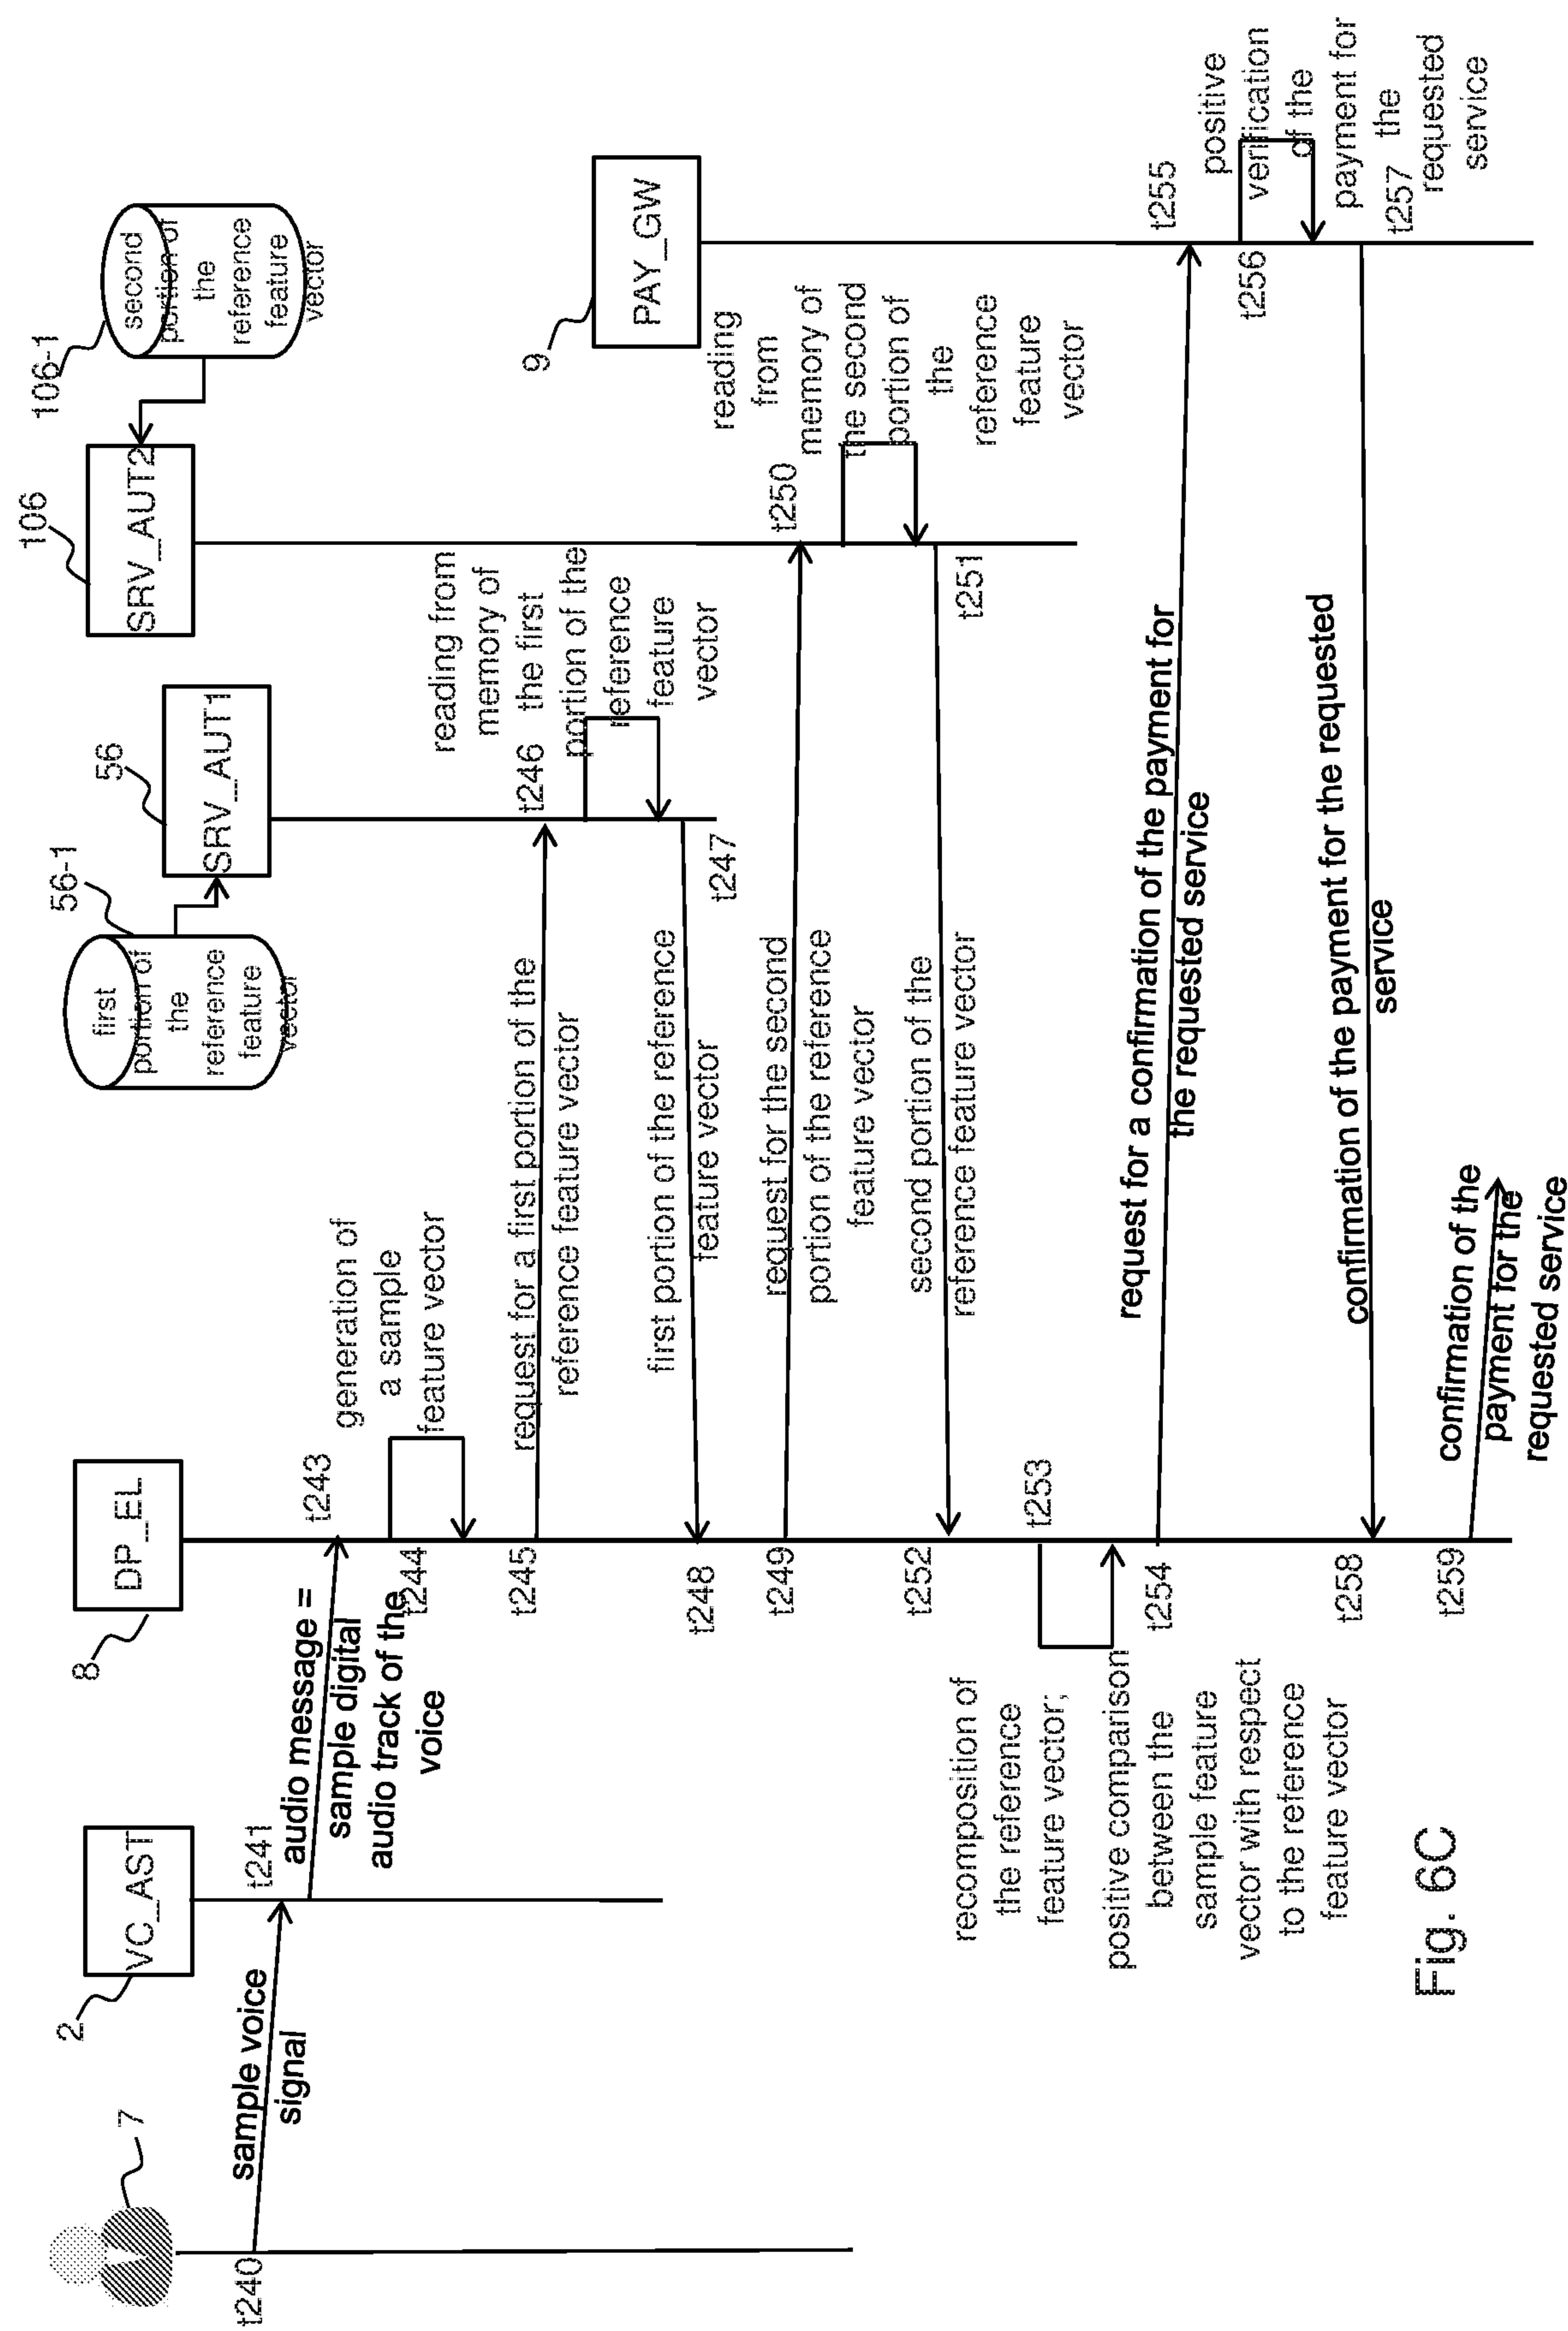 7
2
VC_AST
8
DP_EL
first
portion of
the
reference
feature
vector
56-1
56
SRV_AUT1
106
SRV_AUT2
106-1
second
portion of
the
reference
feature
vector
9
PAY_GW
t240
sample voice
signal
t241
audio message =
sample digital
audio track of the
voice
t243
t244
generation of
a sample
feature vector
t245
request for a first portion of the
reference feature vector
t246
reading from
memory of
the first
portion of the
reference
feature
vector
t247
first portion of the reference
feature vector
t248
t249
request for the second
portion of the reference
feature vector
t250
reading
from
memory of
the second
portion of
the
reference
feature
vector
t251
second portion of the
reference feature vector
t252
t253
recomposition of
the reference
feature vector;
positive comparison
between the
sample feature
vector with respect
to the reference
feature vector
t254
request for a confirmation of the payment for
the requested service
t255
t256
positive
verification
of the
payment for
the
requested
service
t257
confirmation of the payment for the requested
service
t258
t259
confirmation of the
payment for the
requested service
Fig. 6C